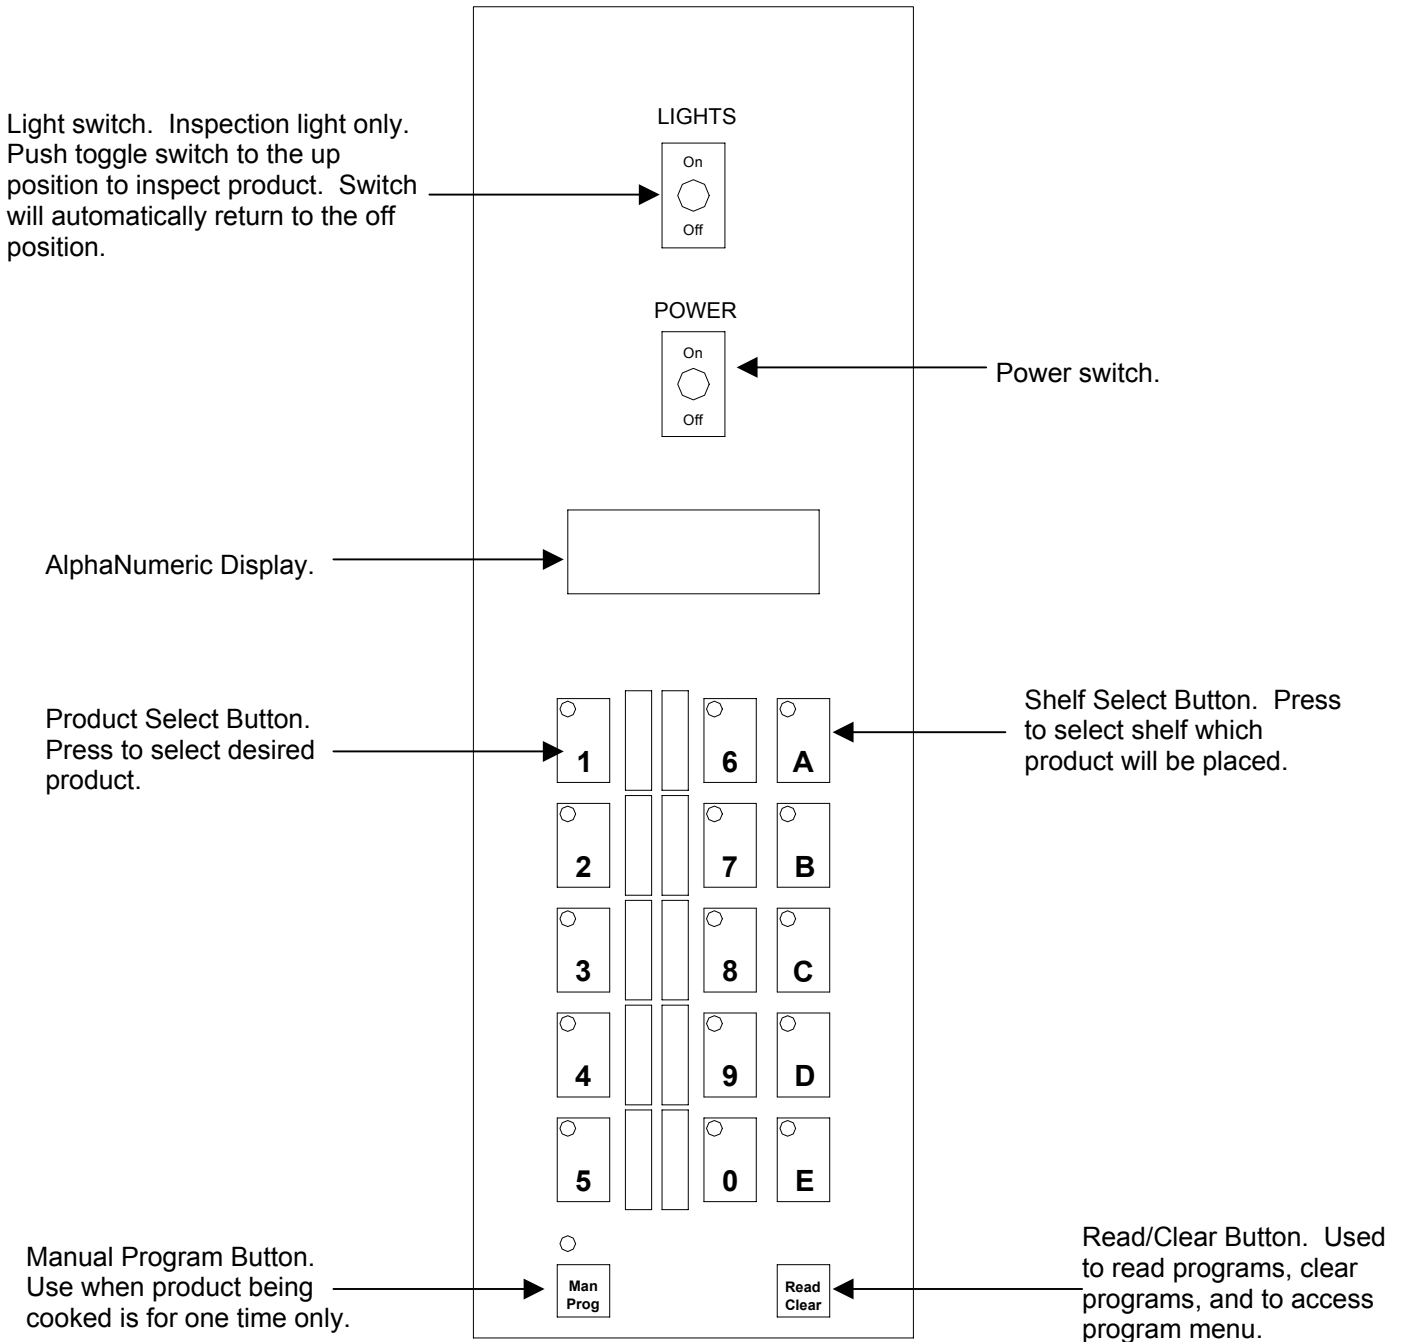 LIGHTS
Light switch.  Inspection light only.
Push toggle switch to the up
position to inspect product.  Switch
will automatically return to the off
position.
On
Off
POWER
On
Off
Power switch.
AlphaNumeric Display.
Product Select Button.
Press to select desired
product.
Shelf Select Button.  Press
to select shelf which
product will be placed.
1 6 A
2 7 B
3 8 C
4 9 D
5 0 E
Manual Program Button.
Use when product being
cooked is for one time only.
Man
Prog
Read
Clear
Read/Clear Button.  Used
to read programs, clear
programs, and to access
program menu.